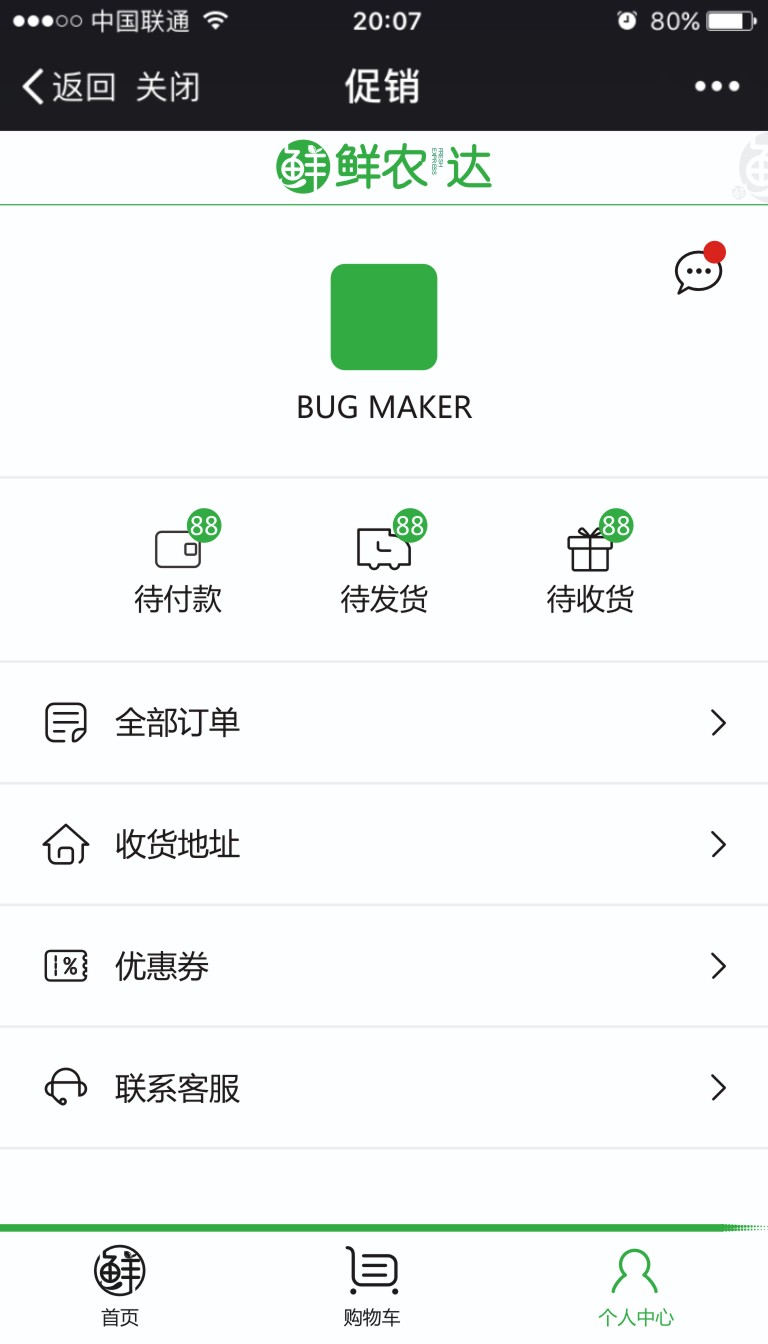 中国联通 20:07 80%
返回 关闭 促销
鲜 鲜农达 FRESH EXPRESS
BUG MAKER
88 88 88
待付款 待发货 待收货
全部订单
收货地址
1% 优惠券
联系客服
鲜
首页 购物车 个人中心